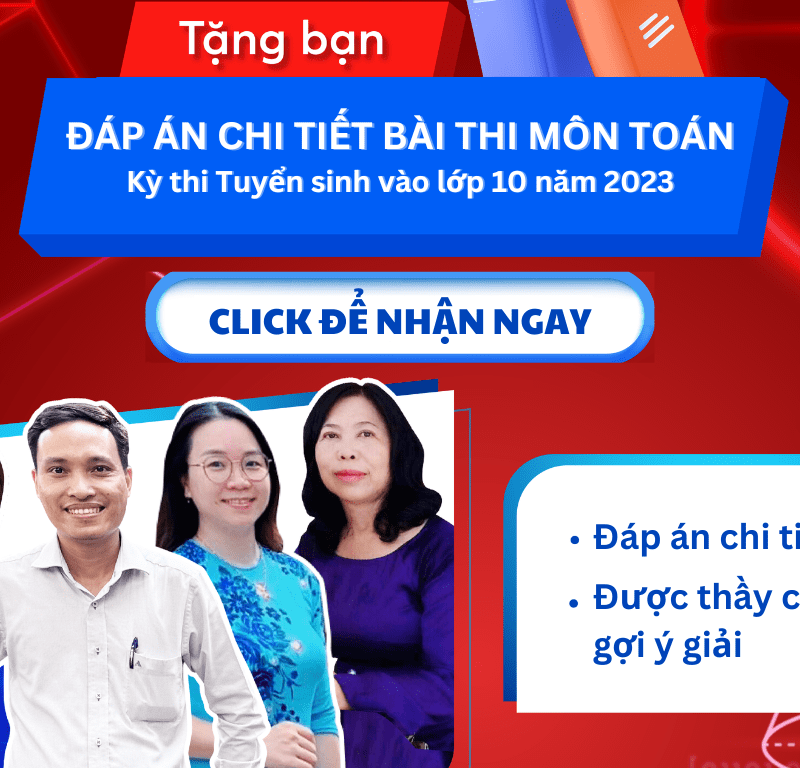 Tặng bạn
ĐÁP ÁN CHI TIẾT BÀI THI MÔN TOÁN
Kỳ thi Tuyển sinh vào lớp 10 năm 2023
CLICK ĐỂ NHẬN NGAY
• Đáp án chi
• Được thầy
gợi ý giải